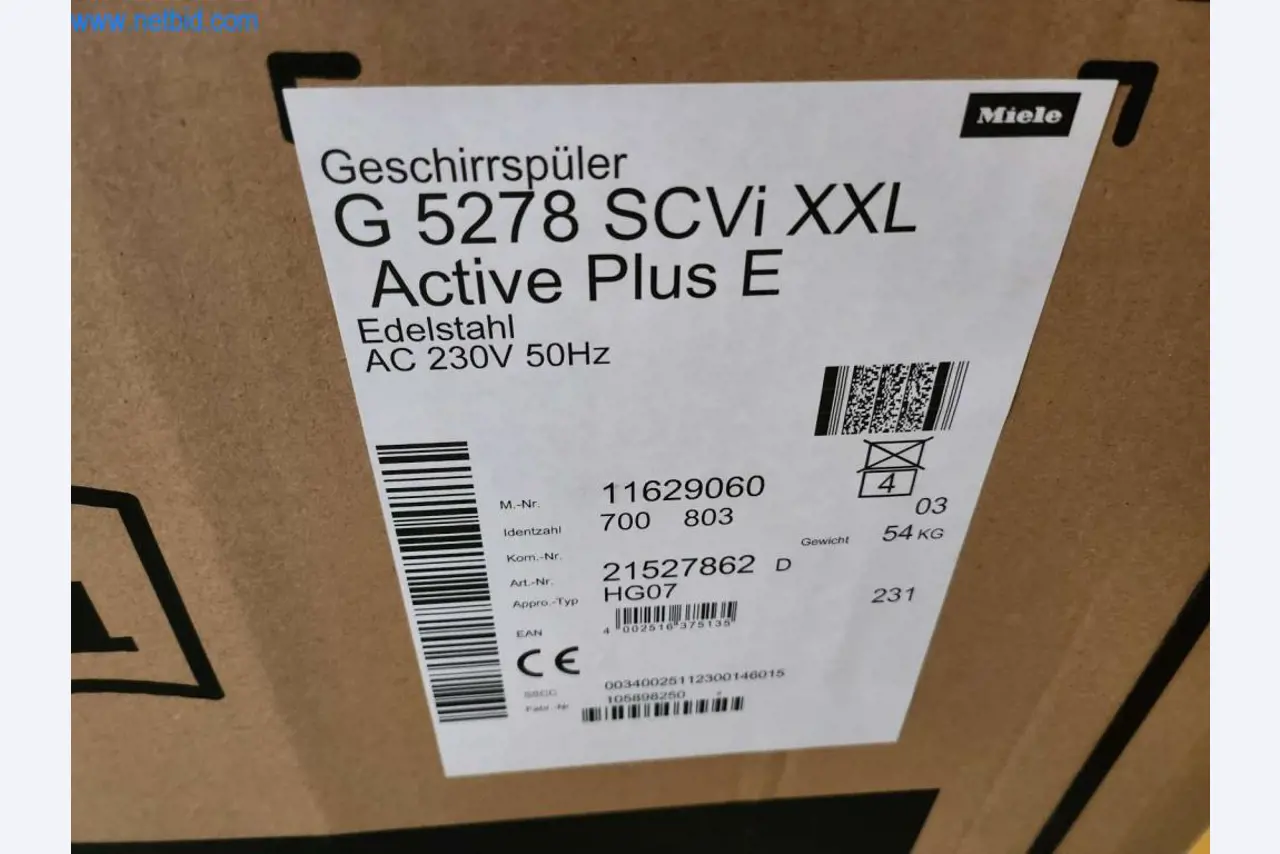 www.netbid.com
Miele
Geschirrspüler
G 5278 SCVi XXL
Active Plus E
Edelstahl
AC 230V 50Hz
4
M.-Nr. 11629060 03
Identzahl 700 803
Kom.-Nr. Gewicht 54 KG
Art.-Nr. 21527862 D
Appro.-Typ HG07 231
EAN 4 002516 375135
CE
SSCC 00340025112300146015
Fabr.-Nr. 105898250